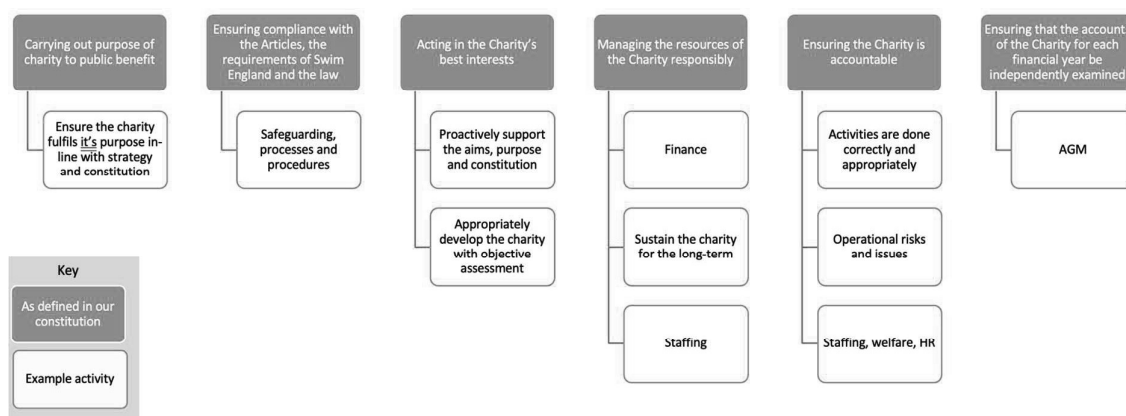 Carrying out purpose of
charity to public benefit
Ensure the charity
fulfils it's purpose in-
line with strategy
and constitution
Ensuring compliance with
the Articles, the
requirements of Swim
England and the law
Safeguarding,
processes and
procedures
Acting in the Charity's
best interests
Proactively support
the aims, purpose
and constitution
Appropriately
develop the charity
with objective
assessment
Managing the resources of
the Charity responsibly
Finance
Sustain the charity
for the long-term
Staffing
Ensuring the Charity is
accountable
Activities are done
correctly and
appropriately
Operational risks
and issues
Staffing, welfare, HR
Ensuring that the account
of the Charity for each
financial year be
independently examined
AGM
Key
As defined in our
constitution
Example activity